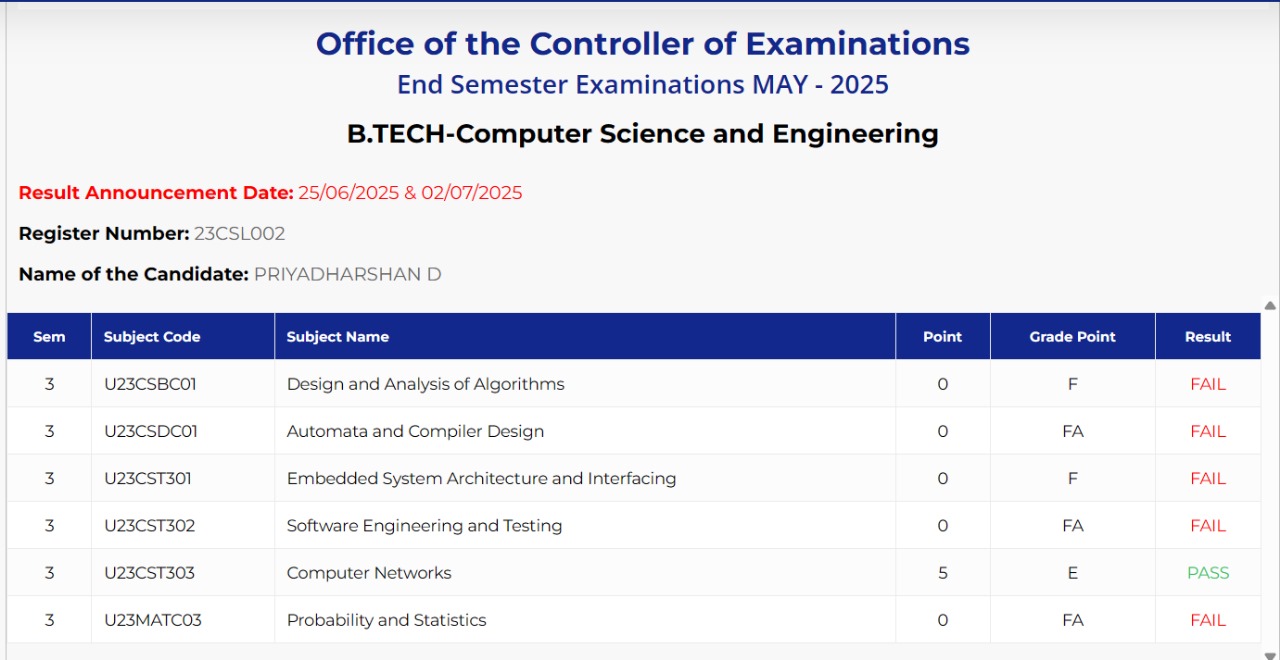 Office of the Controller of Examinations
End Semester Examinations MAY - 2025
B.TECH-Computer Science and Engineering
Result Announcement Date: 25/06/2025 & 02/07/2025
Register Number: 23CSL002
Name of the Candidate: PRIYADHARSHAN D
Sem Subject Code Subject Name Point Grade Point Result
3 U23CSBC01 Design and Analysis of Algorithms 0 F FAIL
3 U23CSDC01 Automata and Compiler Design 0 FA FAIL
3 U23CST301 Embedded System Architecture and Interfacing 0 F FAIL
3 U23CST302 Software Engineering and Testing 0 FA FAIL
3 U23CST303 Computer Networks 5 E PASS
3 U23MATC03 Probability and Statistics 0 FA FAIL